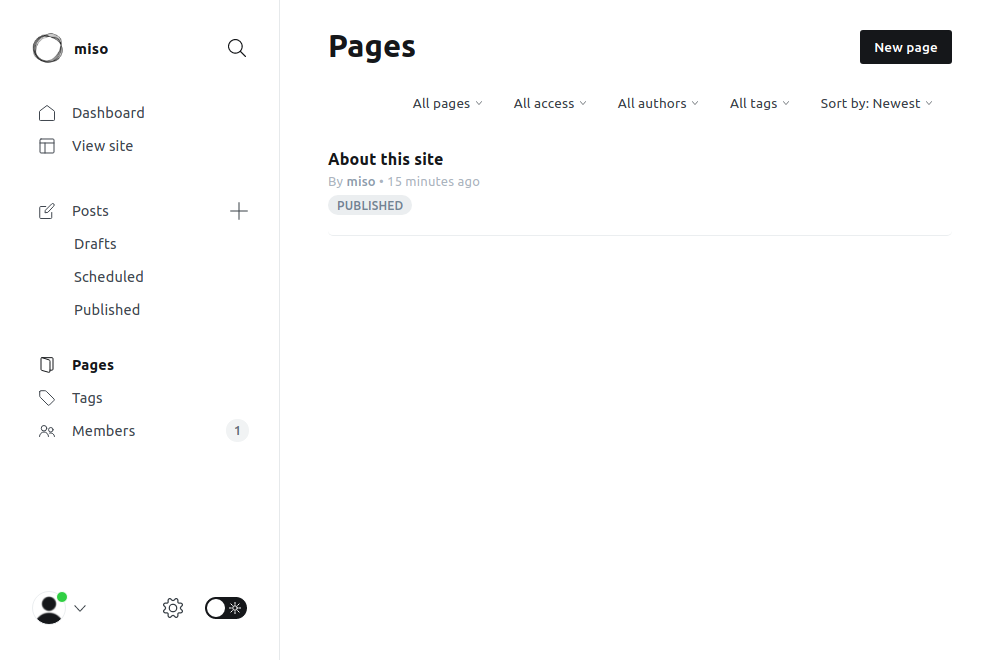 miso
Dashboard
View site
Posts
Drafts
Scheduled
Published
Pages
Tags
Members 1
Pages
New page
All pages All access All authors All tags Sort by: Newest
About this site
By miso • 15 minutes ago
PUBLISHED